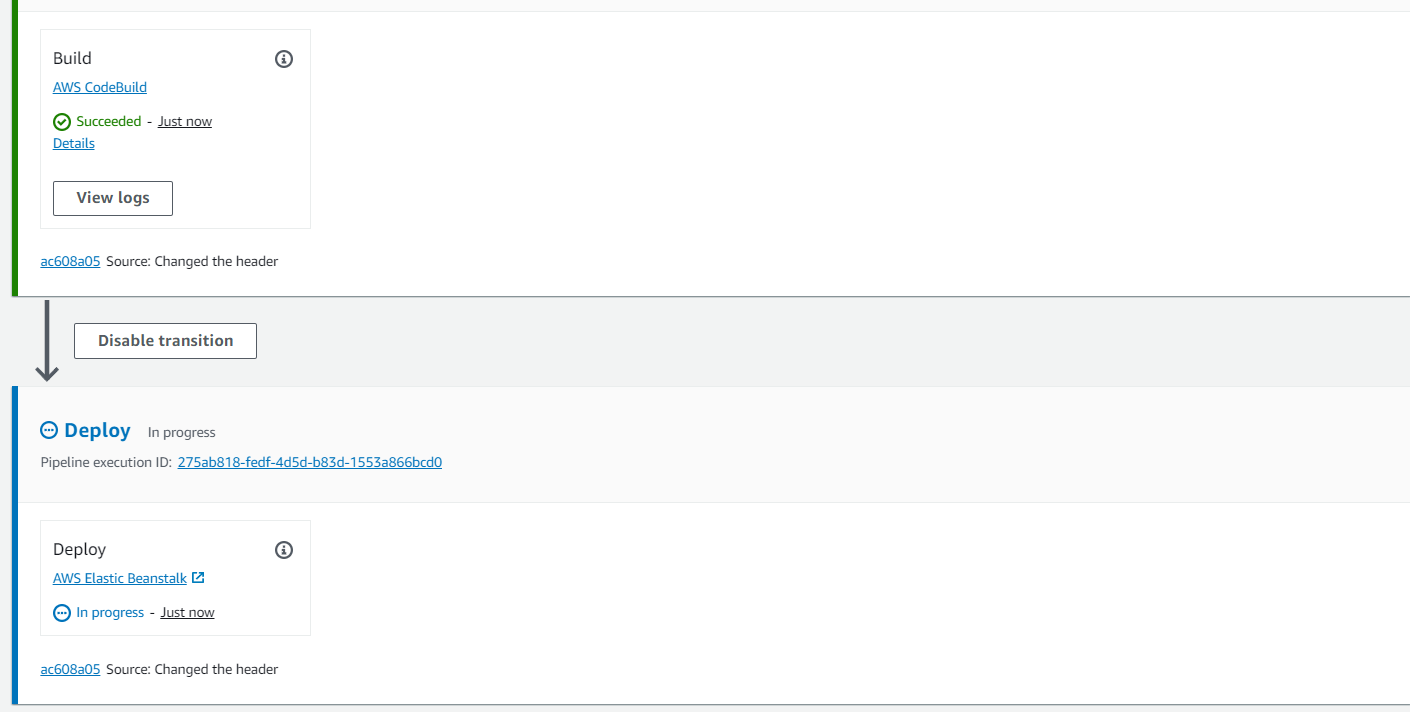 Build
AWS CodeBuild
Succeeded - Just now
Details
View logs
ac608a05 Source: Changed the header
Disable transition
Deploy In progress
Pipeline execution ID: 275ab818-fedf-4d5d-b83d-1553a866bcd0
Deploy
AWS Elastic Beanstalk
In progress - Just now
ac608a05 Source: Changed the header